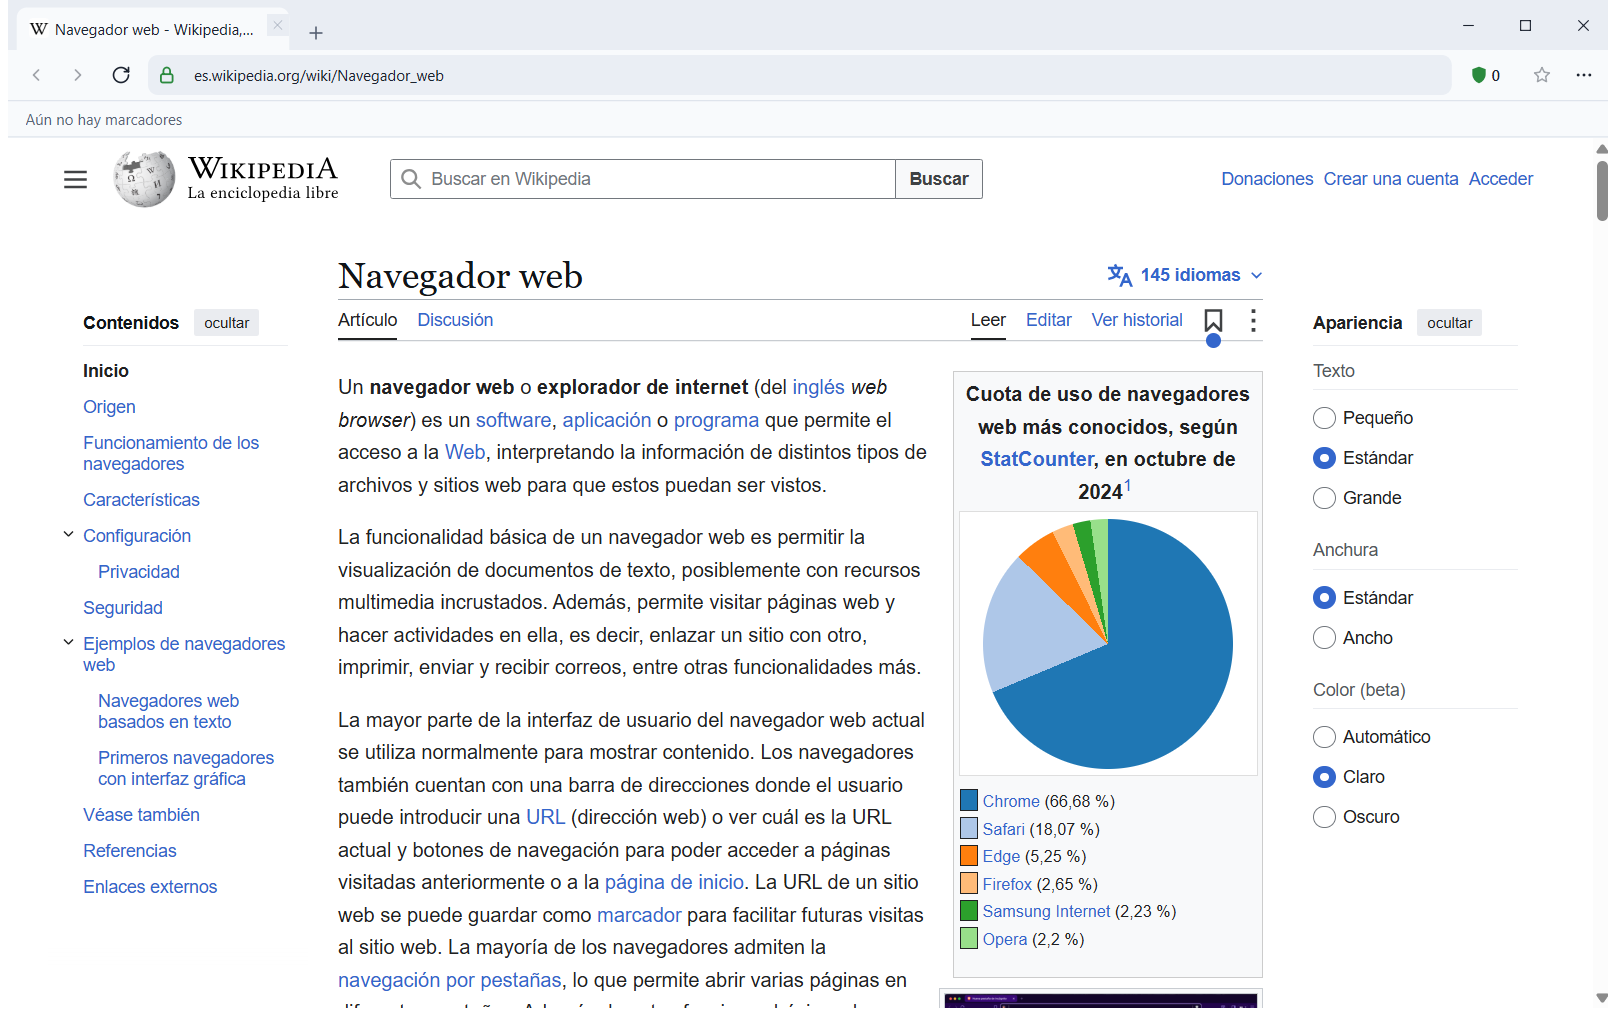 Navegador web - Wikipedia,...
es.wikipedia.org/wiki/Navegador_web
0
Aún no hay marcadores
WIKIPEDIA
La enciclopedia libre
Buscar en Wikipedia
Buscar
Donaciones Crear una cuenta Acceder
Navegador web
145 idiomas
Artículo Discusión
Leer Editar Ver historial
Contenidos ocultar
Inicio
Origen
Funcionamiento de los
navegadores
Características
Configuración
Privacidad
Seguridad
Ejemplos de navegadores
web
Navegadores web
basados en texto
Primeros navegadores
con interfaz gráfica
Véase también
Referencias
Enlaces externos
Un navegador web o explorador de internet (del inglés web
browser) es un software, aplicación o programa que permite el
acceso a la Web, interpretando la información de distintos tipos de
archivos y sitios web para que estos puedan ser vistos.
La funcionalidad básica de un navegador web es permitir la
visualización de documentos de texto, posiblemente con recursos
multimedia incrustados. Además, permite visitar páginas web y
hacer actividades en ella, es decir, enlazar un sitio con otro,
imprimir, enviar y recibir correos, entre otras funcionalidades más.
La mayor parte de la interfaz de usuario del navegador web actual
se utiliza normalmente para mostrar contenido. Los navegadores
también cuentan con una barra de direcciones donde el usuario
puede introducir una URL (dirección web) o ver cuál es la URL
actual y botones de navegación para poder acceder a páginas
visitadas anteriormente o a la página de inicio. La URL de un sitio
web se puede guardar como marcador para facilitar futuras visitas
al sitio web. La mayoría de los navegadores admiten la
navegación por pestañas, lo que permite abrir varias páginas en
Cuota de uso de navegadores
web más conocidos, según
StatCounter, en octubre de
2024¹
Chrome (66,68 %)
Safari (18,07 %)
Edge (5,25 %)
Firefox (2,65 %)
Samsung Internet (2,23 %)
Opera (2,2 %)
Apariencia ocultar
Texto
Pequeño
Estándar
Grande
Anchura
Estándar
Ancho
Color (beta)
Automático
Claro
Oscuro